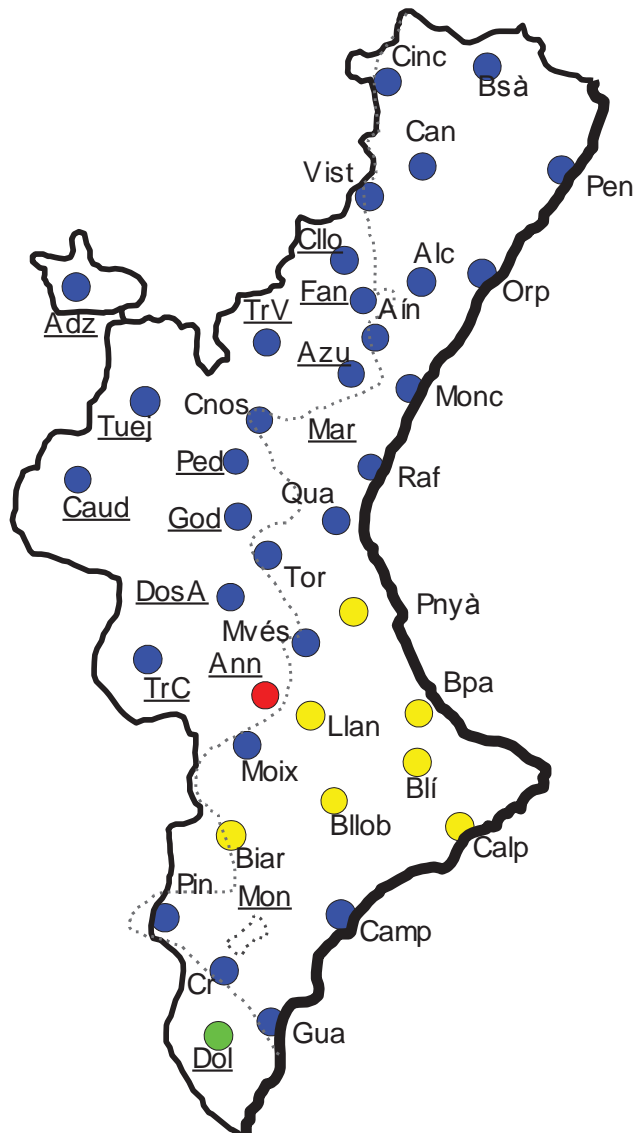 Cinc
Bsà
Can
Vist
Pen
Cllo
Alc
Orp
Adz
Fan
TrV
Aín
Azu
Monc
Cnos
Tuej
Mar
Ped
Raf
Caud
Qua
God
Tor
DosA
Pnyà
Mvés
Ann
TrC
Bpa
Llan
Moix
Blí
Bllob
Calp
Biar
Pin
Mon
Camp
Cr
Gua
Dol